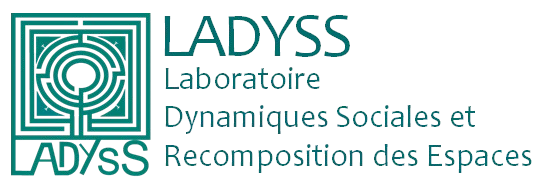 LADYSS
LADYSS
Laboratoire
Dynamiques Sociales et
Recomposition des Espaces